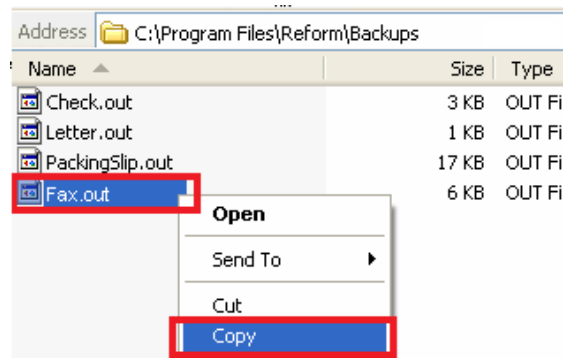 Address C:\Program Files\Reform\Backups
Name Size Type
Check.out 3 KB OUT Fi
Letter.out 1 KB OUT Fi
PackingSlip.out 17 KB OUT Fi
Fax.out 6 KB OUT Fi
Open
Send To
Cut
Copy